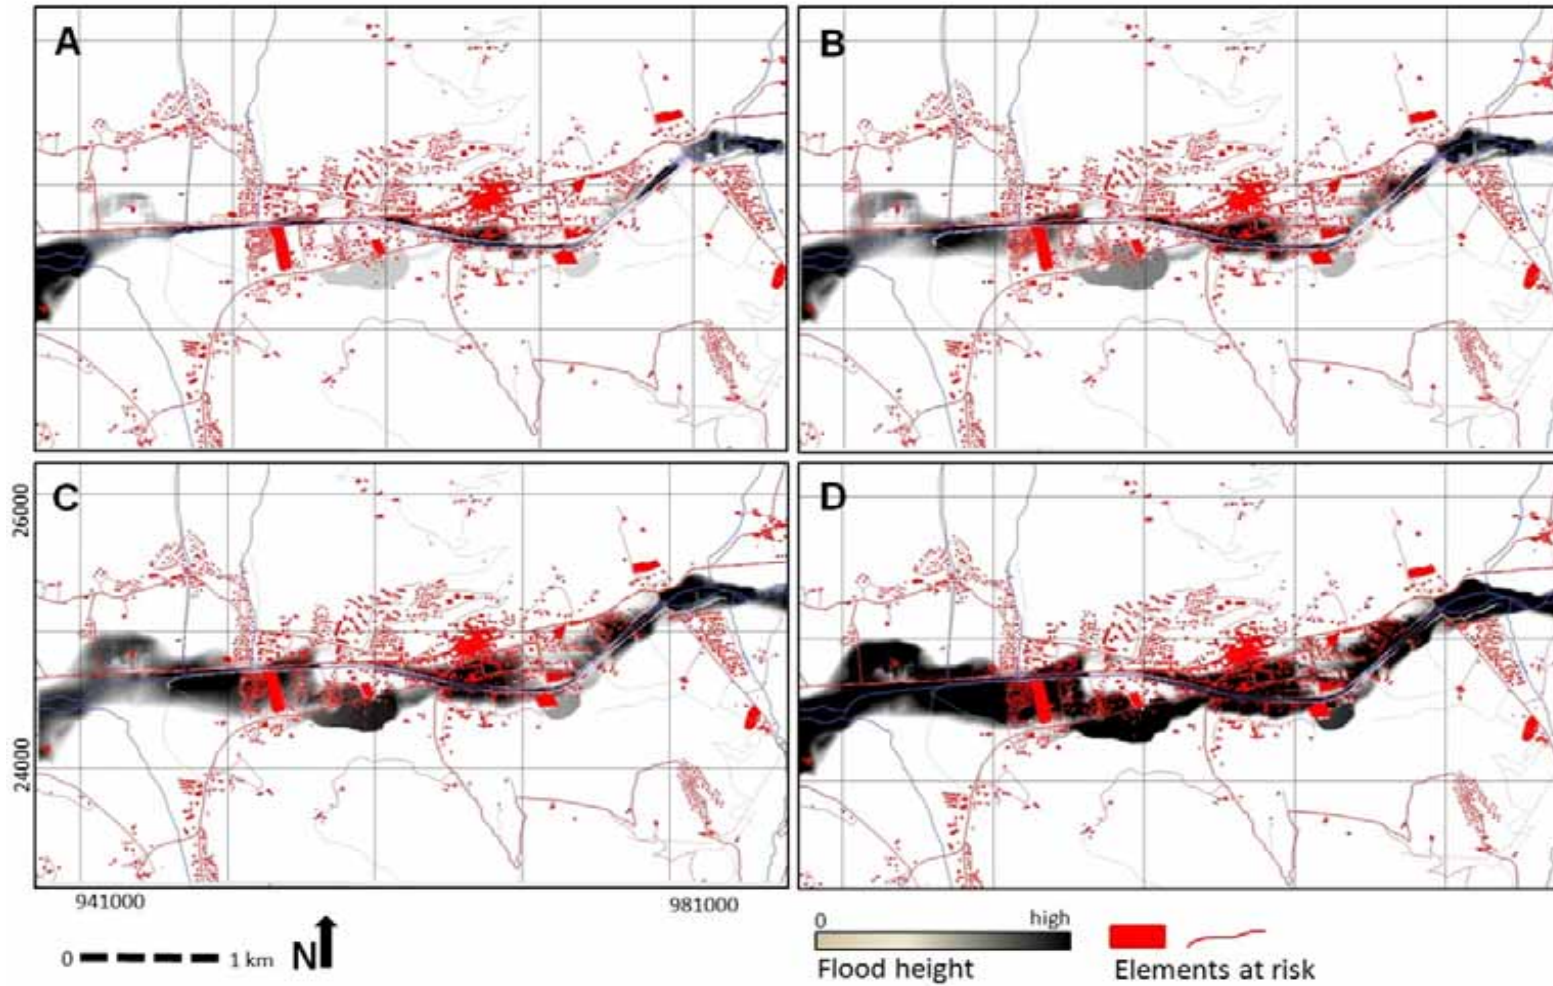 A
B
26000
C
D
24000
941000
981000
0
high
0
1 km
N
Flood height
Elements at risk